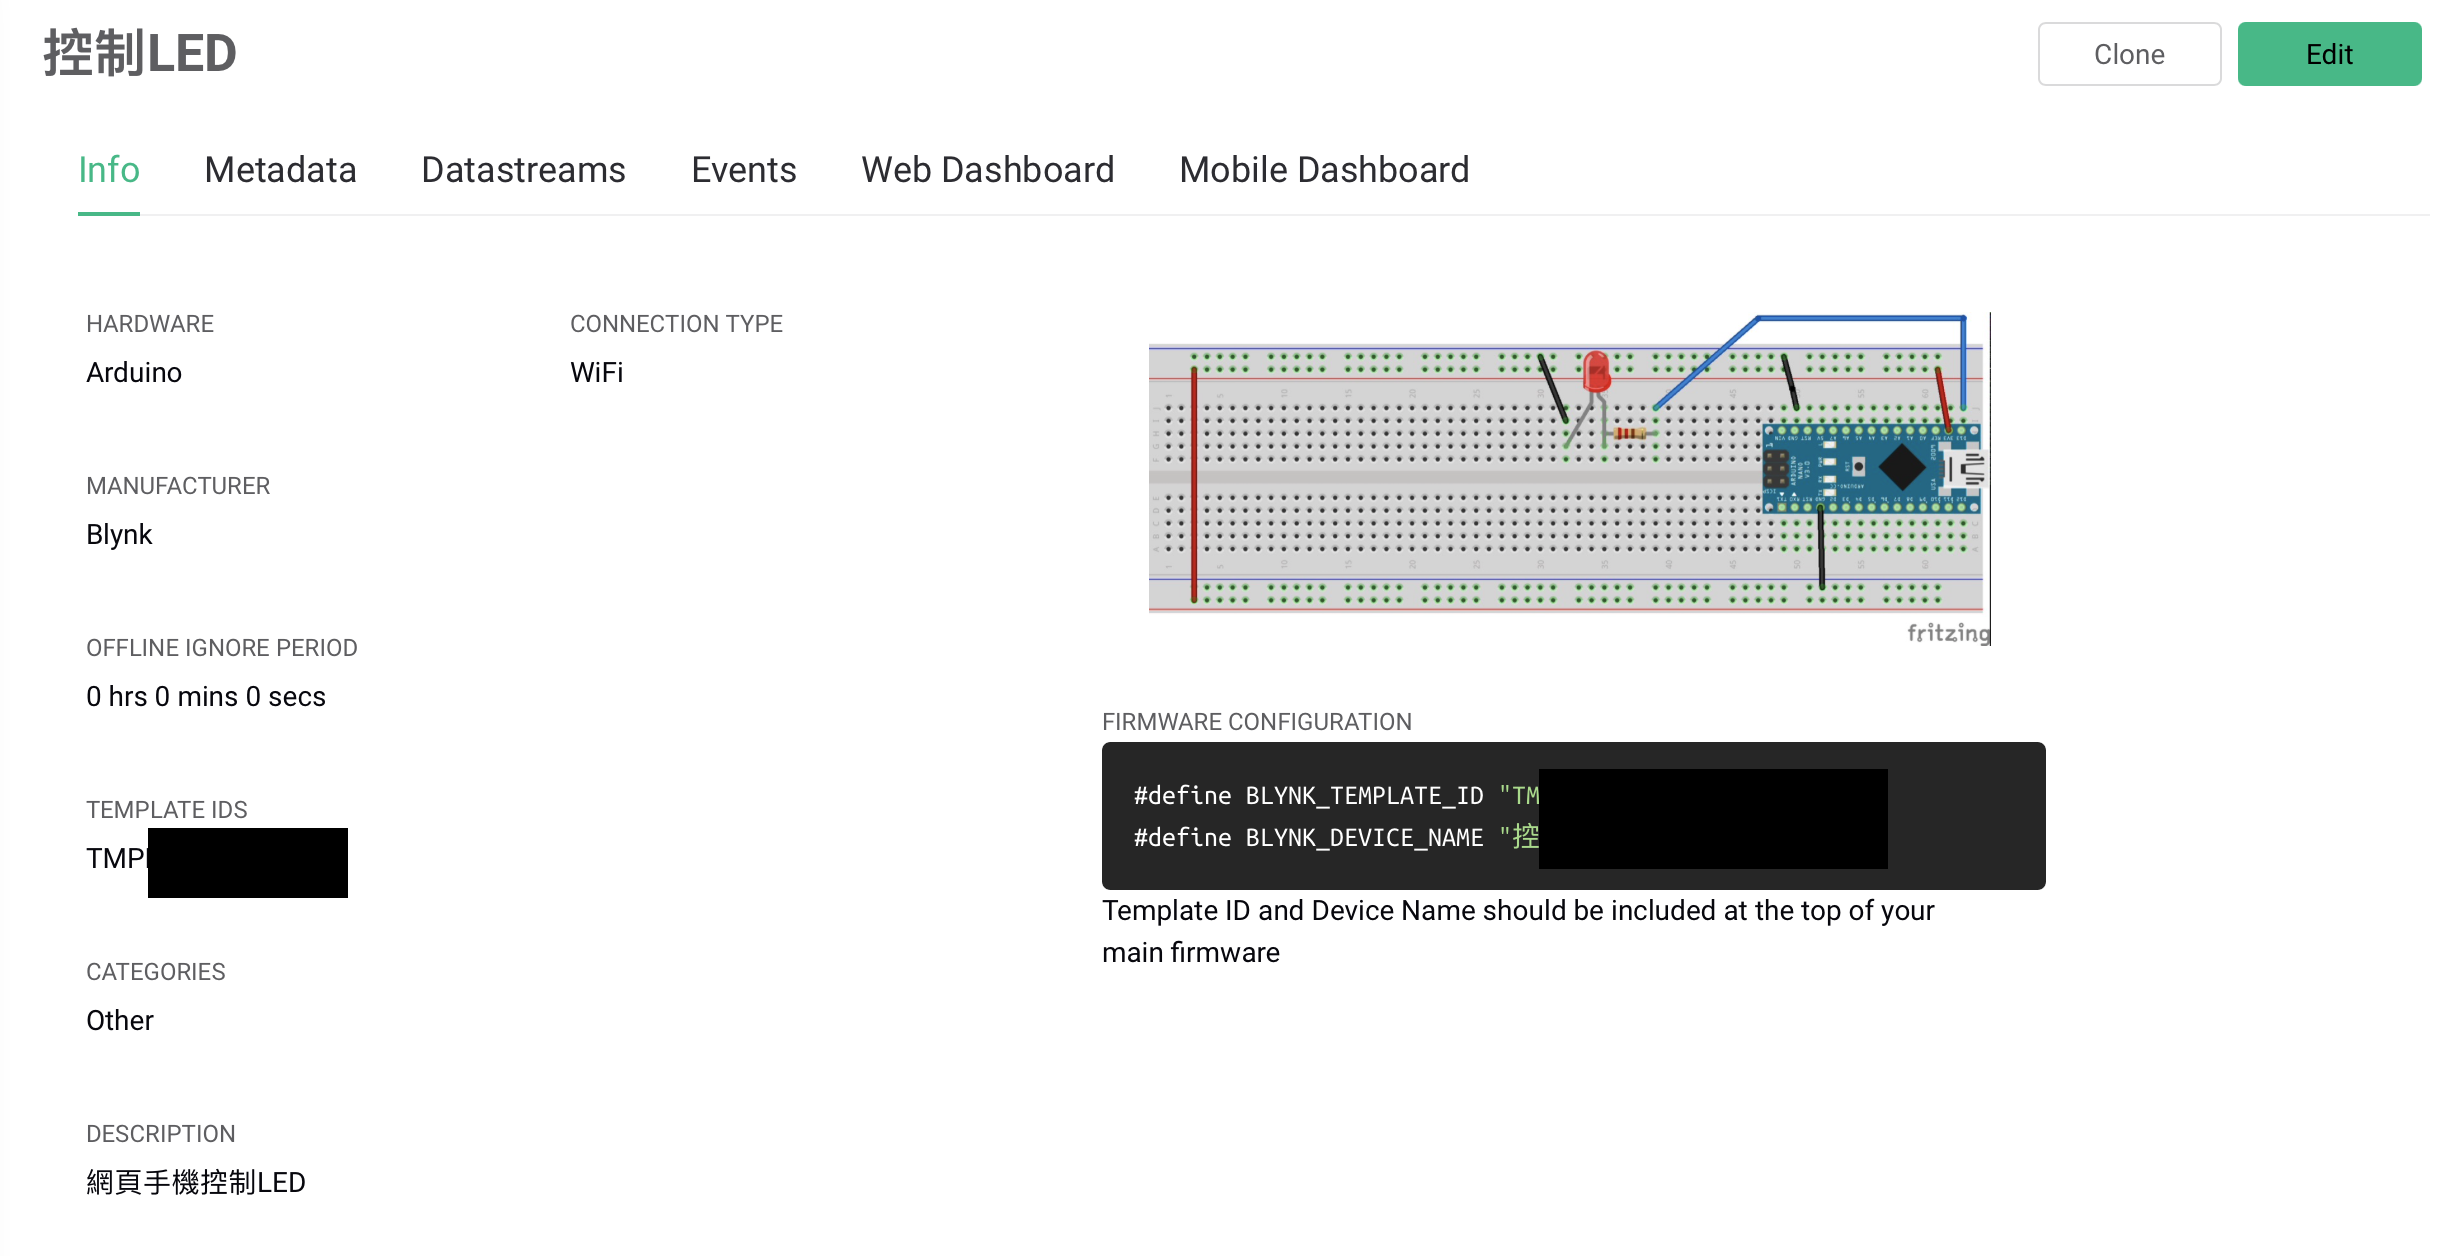 控制LED
Clone
Edit
Info
Metadata
Datastreams
Events
Web Dashboard
Mobile Dashboard
HARDWARE
Arduino
CONNECTION TYPE
WiFi
MANUFACTURER
Blynk
OFFLINE IGNORE PERIOD
0 hrs 0 mins 0 secs
TEMPLATE IDS
TMP
CATEGORIES
Other
DESCRIPTION
網頁手機控制LED
fritzing
FIRMWARE CONFIGURATION
#define BLYNK_TEMPLATE_ID "TM
#define BLYNK_DEVICE_NAME "控
Template ID and Device Name should be included at the top of your
main firmware